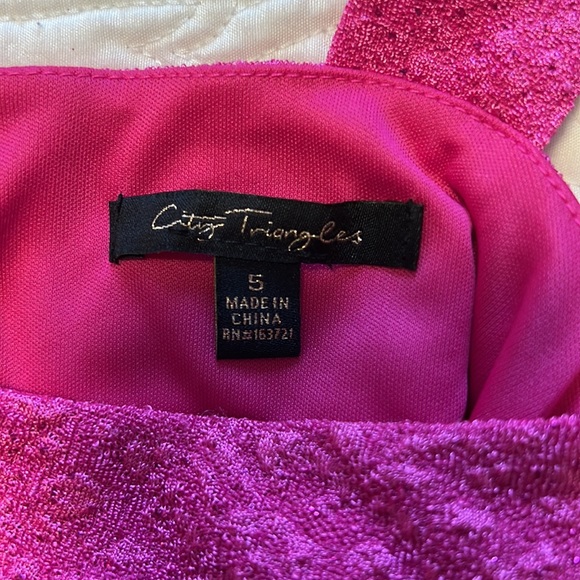 City Triangles
5
MADE IN
CHINA
RN#163721